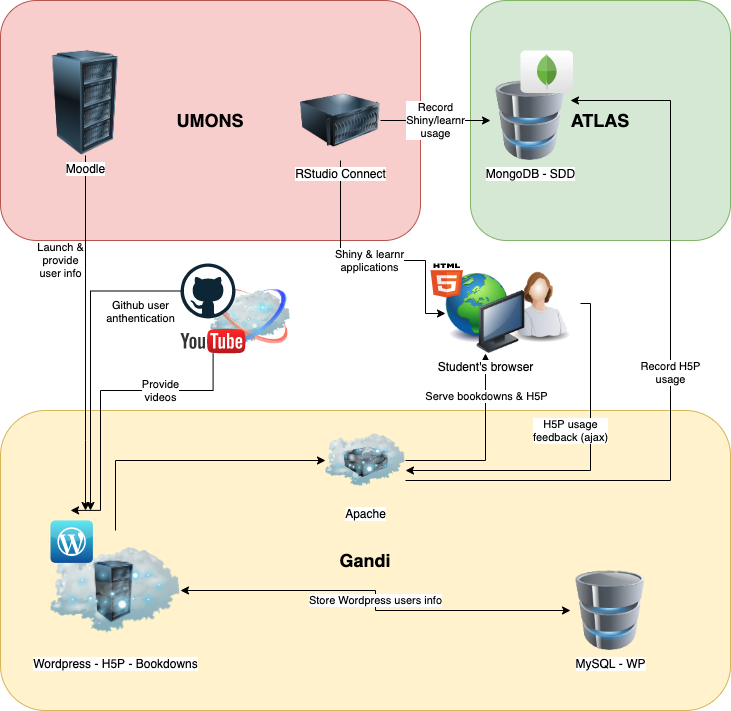 UMONS
ATLAS
Moodle
RStudio Connect
Record
Shiny/learnr
usage
MongoDB - SDD
Launch &
provide
user info
Shiny & learnr
applications
HTML
5
Github user
anthentication
YouTube
Student's browser
Provide
videos
Serve bookdowns & H5P
Record H5P
usage
H5P usage
feedback (ajax)
Apache
W
Gandi
Store Wordpress users info
Wordpress - H5P - Bookdowns
MySQL - WP